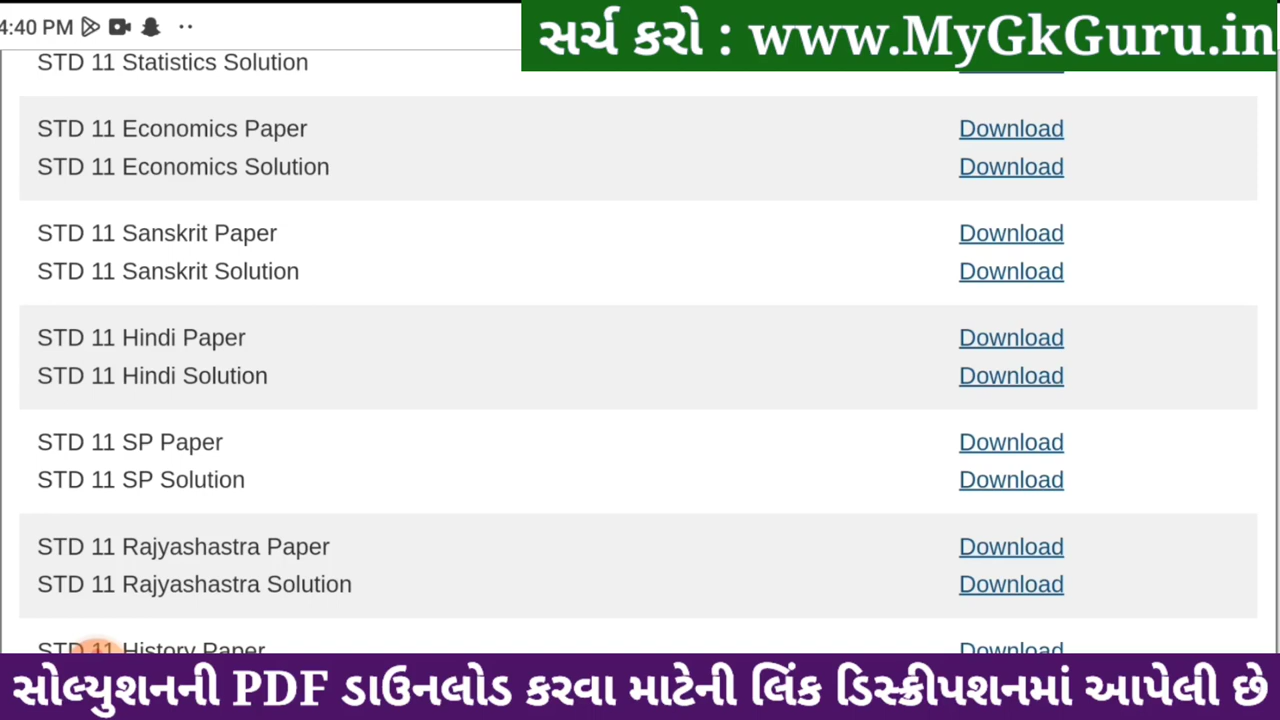 4:40 PM
સર્ચ કરો : www.MyGkGuru.in
STD 11 Statistics Solution
STD 11 Economics Paper Download
STD 11 Economics Solution Download
STD 11 Sanskrit Paper Download
STD 11 Sanskrit Solution Download
STD 11 Hindi Paper Download
STD 11 Hindi Solution Download
STD 11 SP Paper Download
STD 11 SP Solution Download
STD 11 Rajyashastra Paper Download
STD 11 Rajyashastra Solution Download
STD 11 History Paper Download
સોલ્યુશનની PDF ડાઉનલોડ કરવા માટેની લિંક ડિસ્ક્રીપશનમાં આપેલી છે